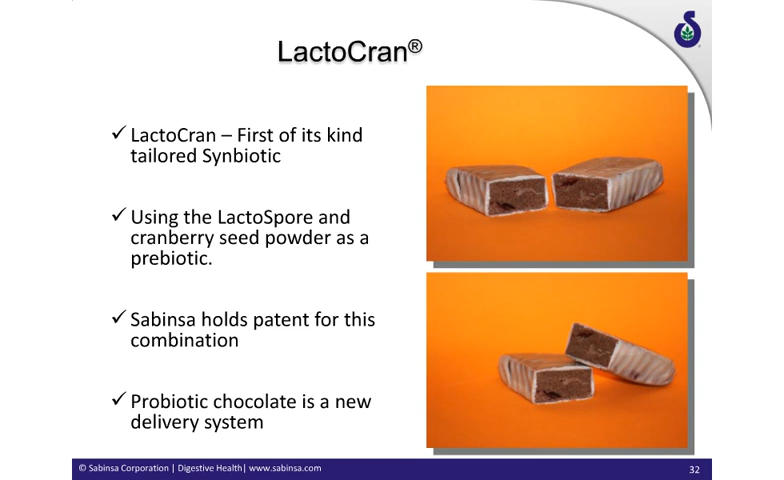 LactoCran®
✓ LactoCran – First of its kind
tailored Synbiotic
✓ Using the LactoSpore and
cranberry seed powder as a
prebiotic.
✓ Sabinsa holds patent for this
combination
✓ Probiotic chocolate is a new
delivery system
© Sabinsa Corporation | Digestive Health| www.sabinsa.com
32